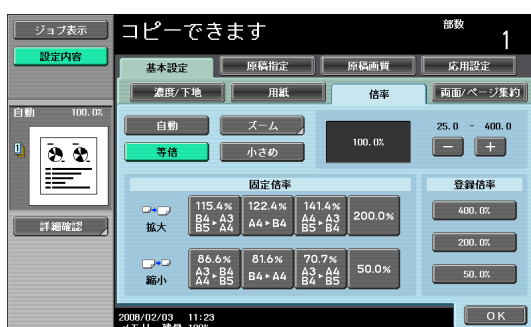 ジョブ表示
設定内容
コピーできます
部数
1
基本設定
原稿指定
原稿画質
応用設定
濃度/下地
用紙
倍率
両面/ページ集約
自動 100.0%
自動
ズーム
等倍
小さめ
100.0%
25.0 - 400.0
固定倍率
登録倍率
拡大
115.4%
B4▸A3
B5▸A4
122.4%
A4▸B4
141.4%
A4▸A3
B5▸B4
200.0%
400.0%
200.0%
50.0%
縮小
86.6%
A3▸B4
A4▸B5
81.6%
B4▸A4
70.7%
A3▸A4
B4▸B5
50.0%
詳細確認
2008/02/03 11:23
メモリー残量 100%
OK